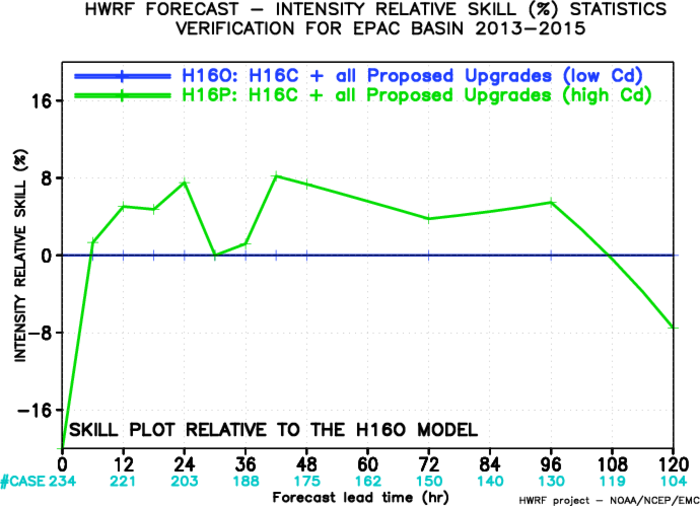 HWRF FORECAST – INTENSITY RELATIVE SKILL (%) STATISTICS
VERIFICATION FOR EPAC BASIN 2013–2015
H16O: H16C + all Proposed Upgrades (low Cd)
H16P: H16C + all Proposed Upgrades (high Cd)
INTENSITY RELATIVE SKILL (%)
16
8
0
−8
−16
SKILL PLOT RELATIVE TO THE H16O MODEL
0 12 24 36 48 60 72 84 96 108 120
#CASE 234 221 203 188 175 162 150 140 130 119 104
Forecast lead time (hr)
HWRF project – NOAA/NCEP/EMC